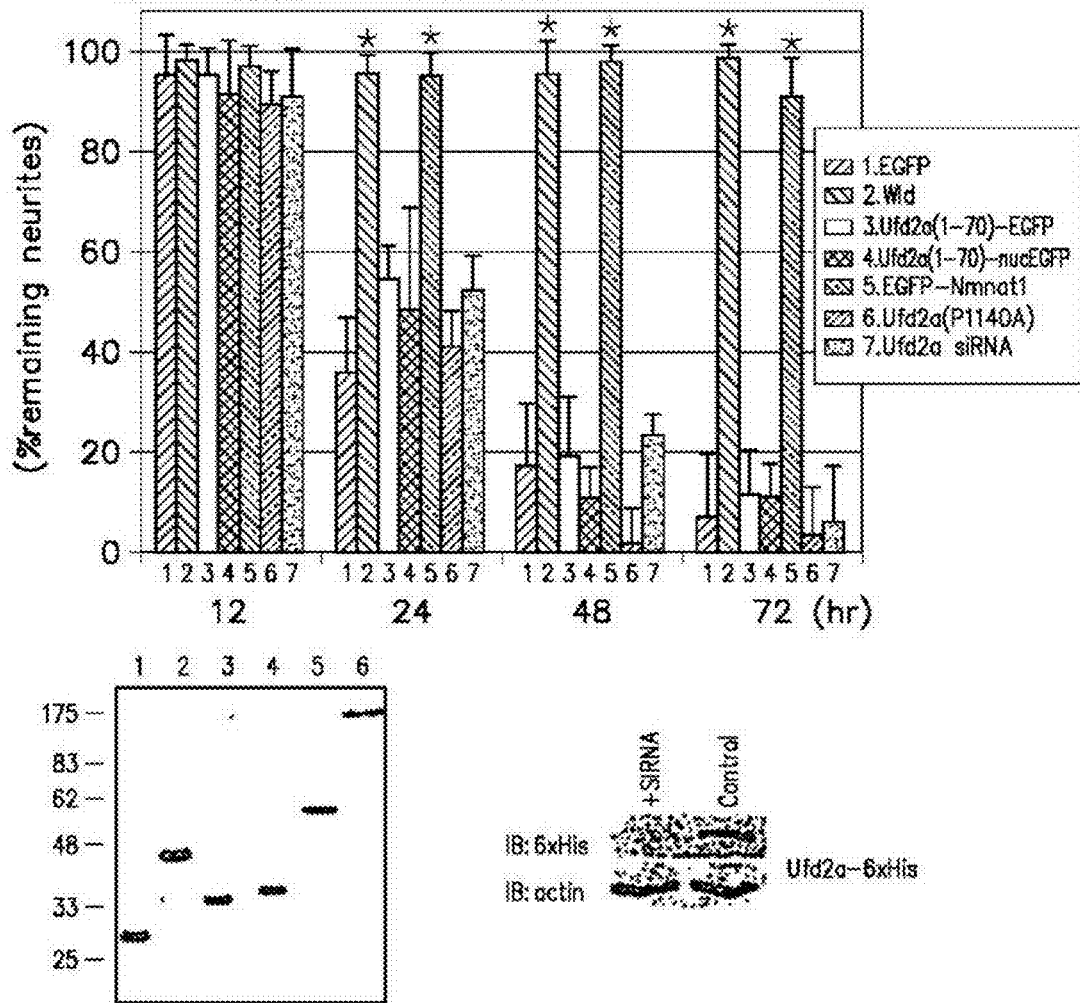 (%remaining neurites)
100
80
60
40
20
0
* * * * * *
1 2 3 4 5 6 7 1 2 3 4 5 6 7 1 2 3 4 5 6 7 1 2 3 4 5 6 7
12 24 48 72 (hr)
1.EGFP
2.Wld
3.Ufd2a(1-70)-EGFP
4.Ufd2a(1-70)-nucEGFP
5.EGFP-Nmnat1
6.Ufd2a(P1140A)
7.Ufd2a siRNA
1 2 3 4 5 6
175
83
62
48
33
25
+SiRNA
Control
IB: 6xHis
IB: actin
Ufd2a-6xHis